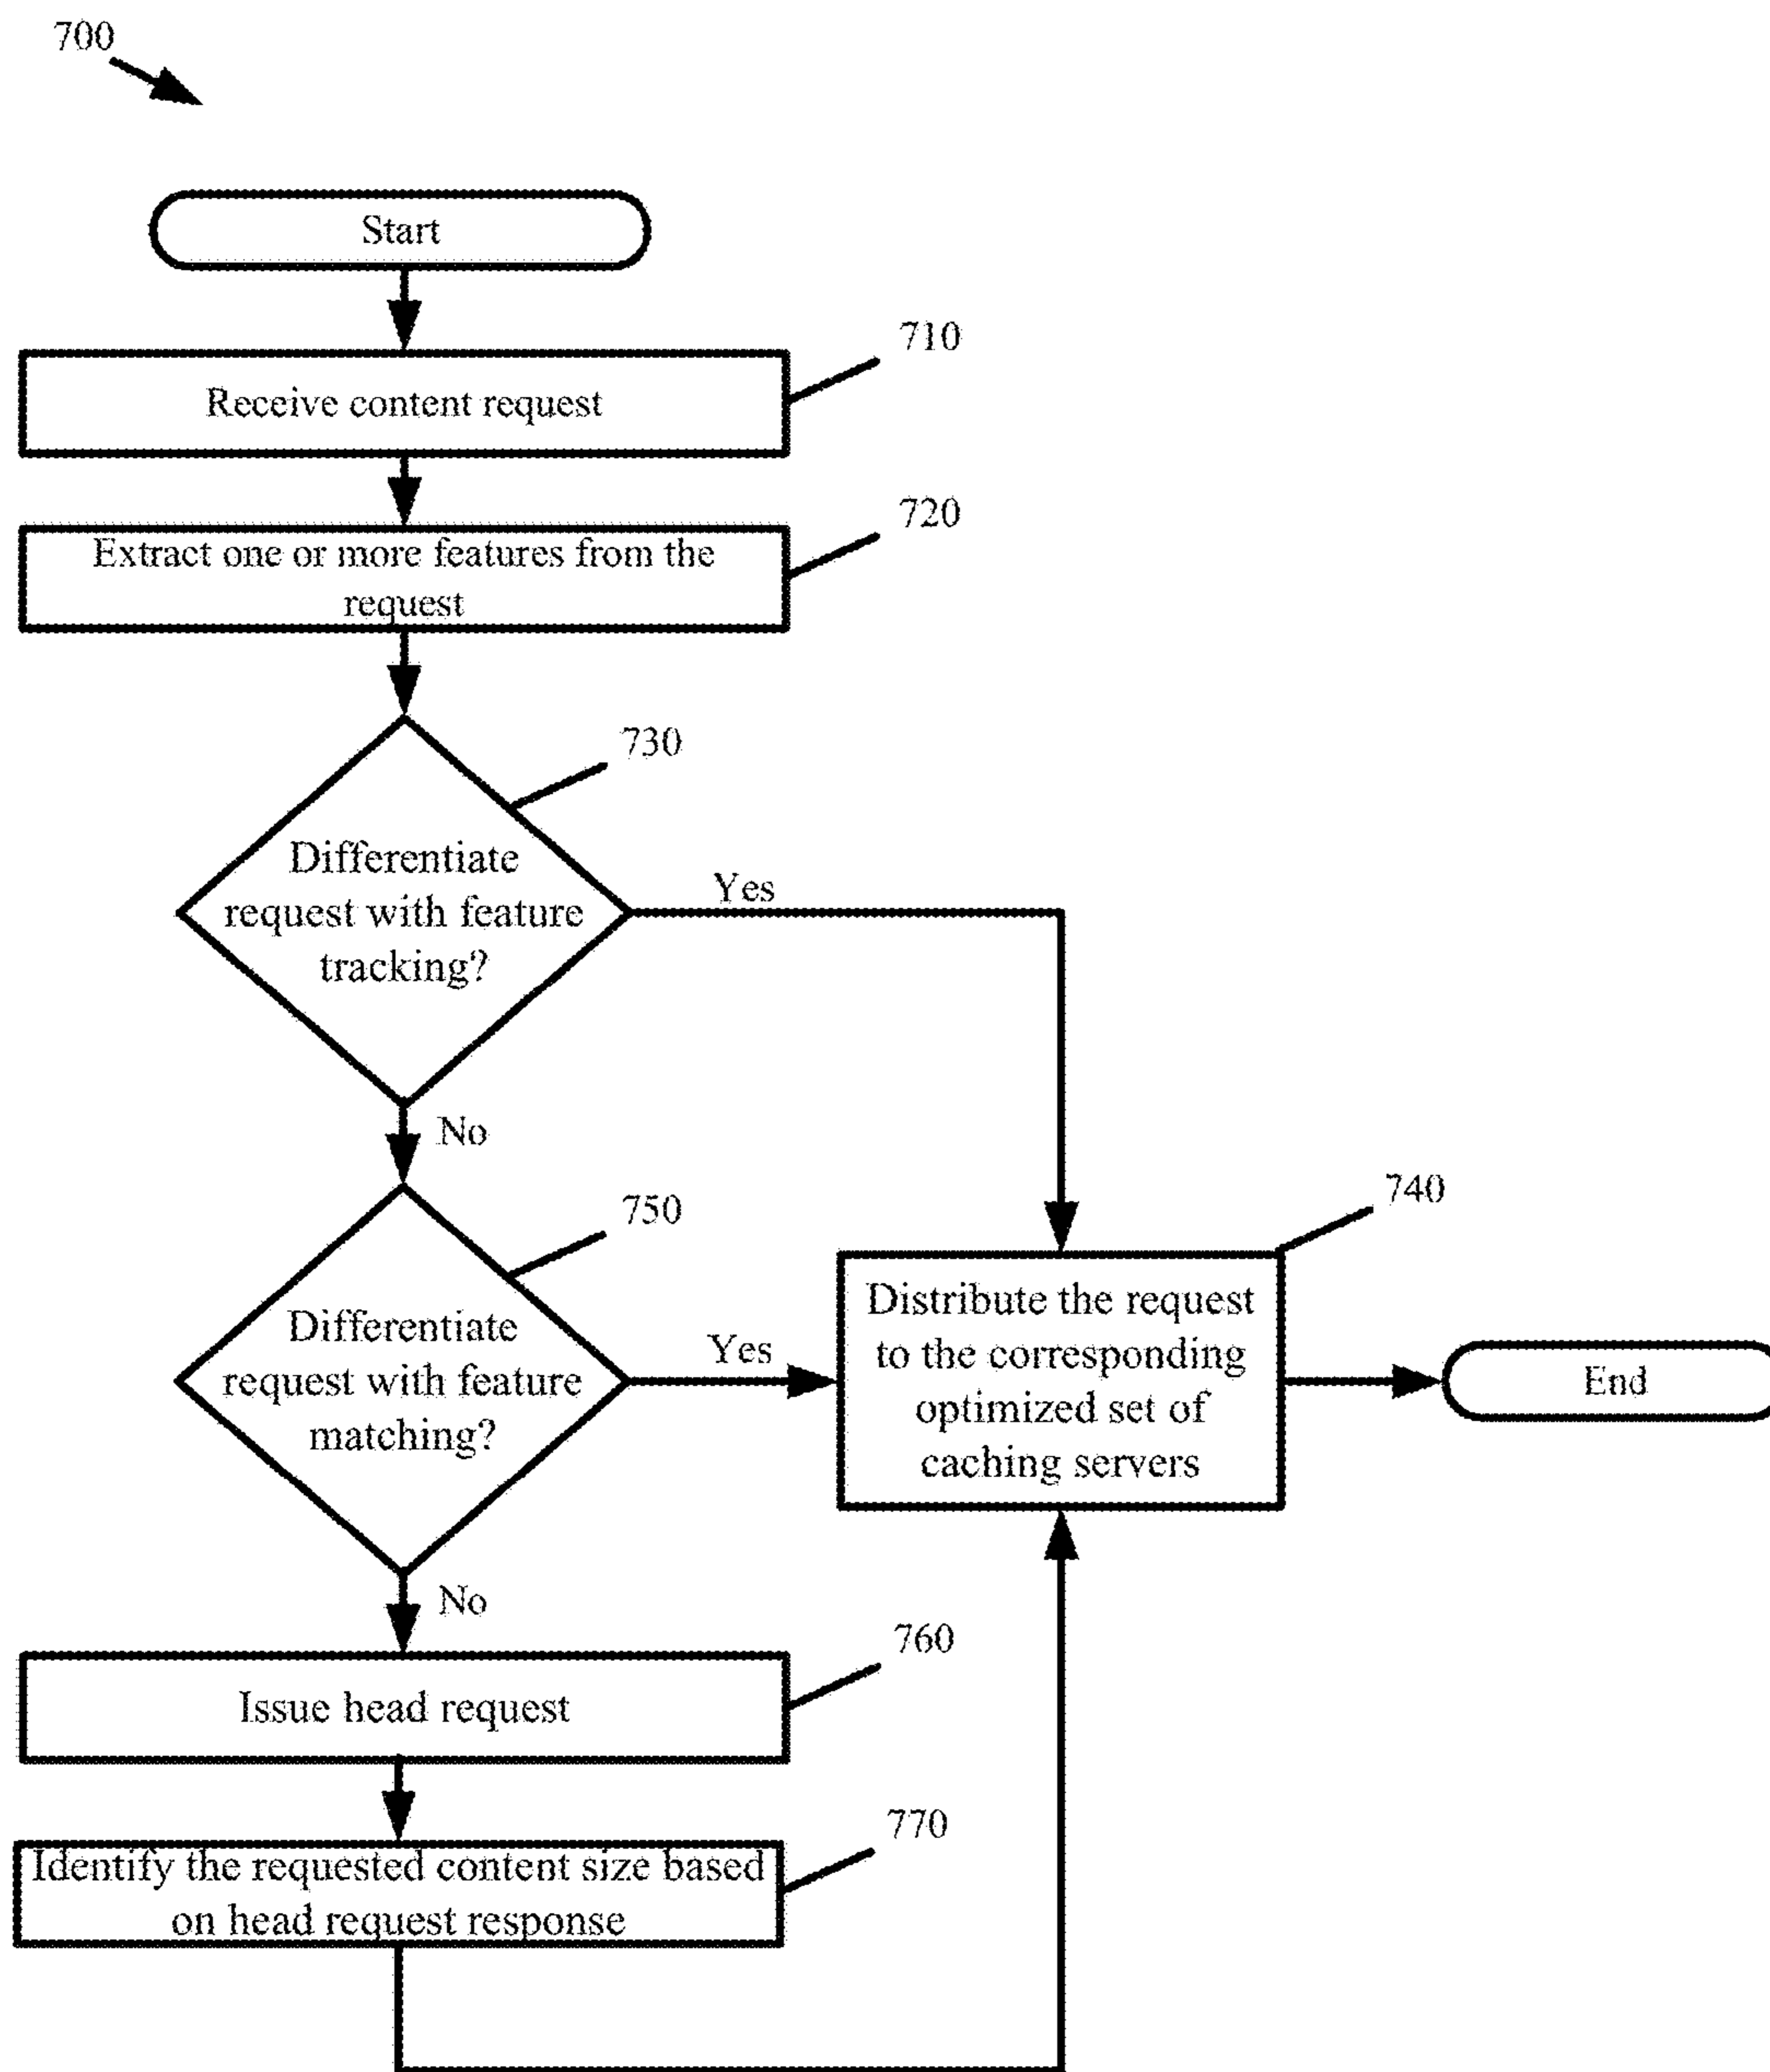 700
Start
710
Receive content request
720
Extract one or more features from the
request
730
Differentiate
request with feature
tracking?
Yes
No
740
750
Differentiate
request with feature
matching?
Yes
Distribute the request
to the corresponding
optimized set of
caching servers
End
No
760
Issue head request
770
Identify the requested content size based
on head request response